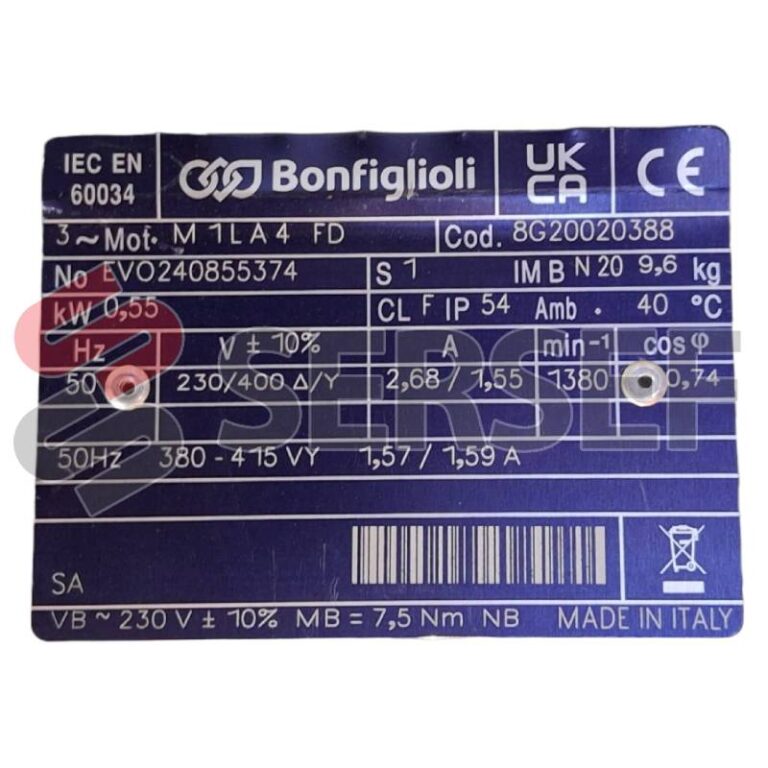 IEC EN
60034
Bonfiglioli
UK
CA
CE
3~Mot. M 1LA4 FD
Cod. 8G20020388
No EVO240855374
S 1
IM B N 20 9,6 kg
kW 0,55
CL F IP 54 Amb. 40 °C
Hz V ± 10% A min-1 cosφ
50 230/400 Δ/Y 2,68 / 1,55 1380 0,74
SERSEF
50Hz 380 - 415 VY 1,57 / 1,59 A
SA
VB ~ 230 V ± 10% MB = 7,5 Nm NB
MADE IN ITALY